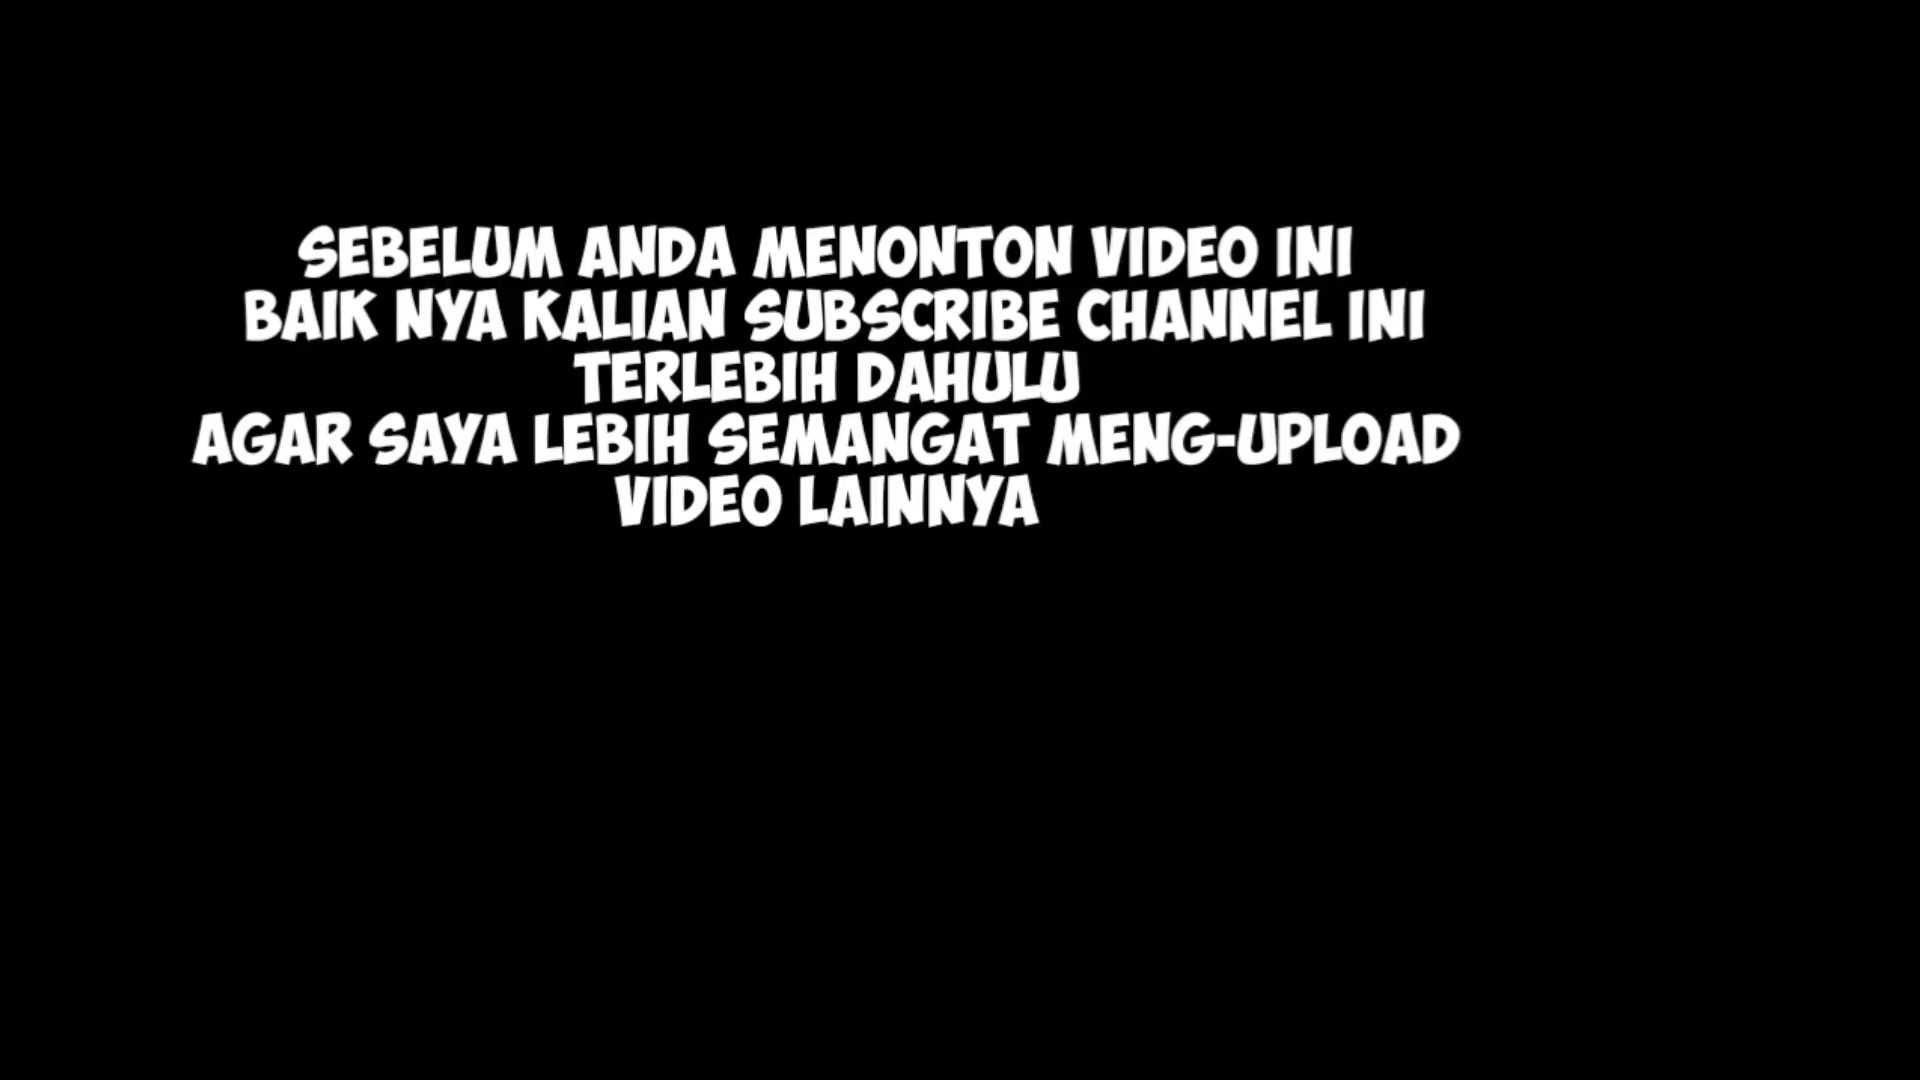 SEBELUM ANDA MENONTON VIDEO INI
BAIK NYA KALIAN SUBSCRIBE CHANNEL INI
TERLEBIH DAHULU
AGAR SAYA LEBIH SEMANGAT MENG-UPLOAD
VIDEO LAINNYA